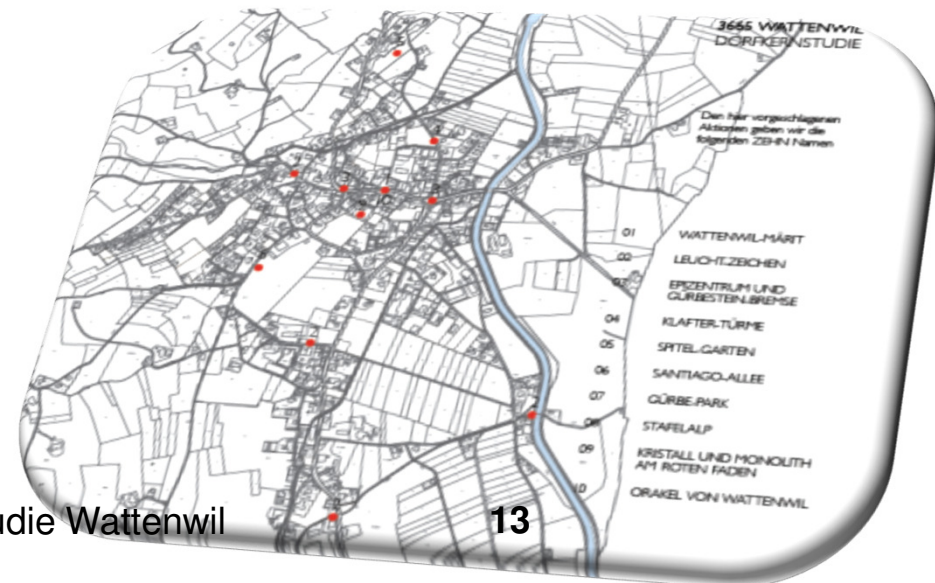 3665 WATTENWIL
DORFKERNSTUDIE
Den hier vorgeschlagenen
Aktionen geben wir die
folgenden ZEHN Namen
01 WATTENWIL-MÄRIT
02 LEUCHT-ZEICHEN
03 EPIZENTRUM UND
GÜRBESTEIN-BREMSE
04 KLAFTER-TÜRME
05 SPITEL-GARTEN
06 SANTIAGO-ALLEE
07 GÜRBE-PARK
08 STAFELALP
09 KRISTALL UND MONOLITH
AM ROTEN FADEN
10 ORAKEL VON WATTENWIL
udie Wattenwil 13